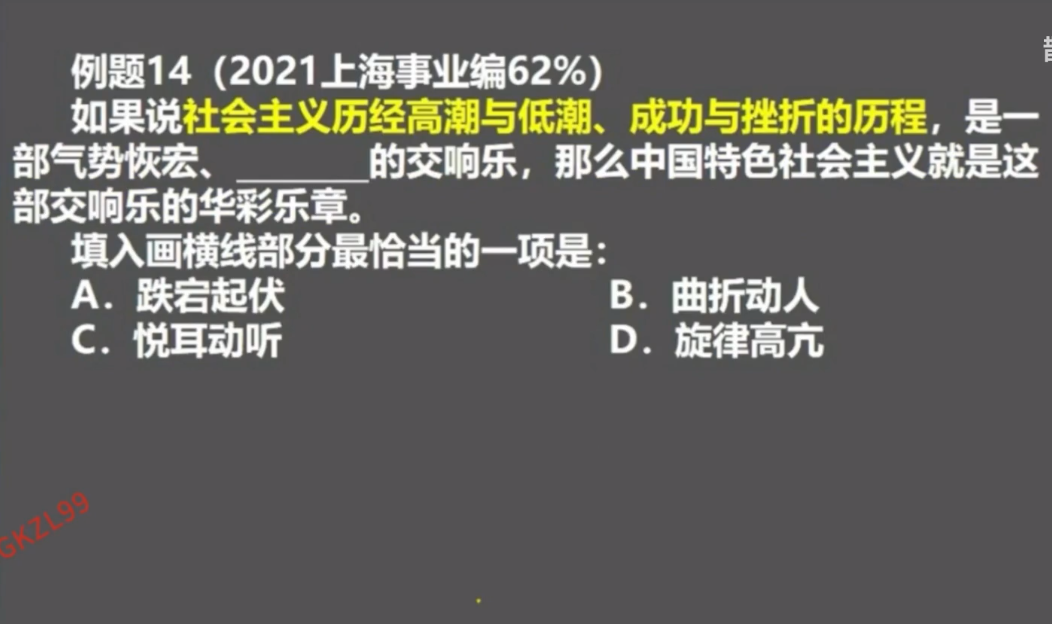 例题14（2021上海事业编62%）
如果说社会主义历经高潮与低潮、成功与挫折的历程，是一
部气势恢宏、________的交响乐，那么中国特色社会主义就是这
部交响乐的华彩乐章。
填入画横线部分最恰当的一项是：
A．跌宕起伏 B．曲折动人
C．悦耳动听 D．旋律高亢
GKZL99